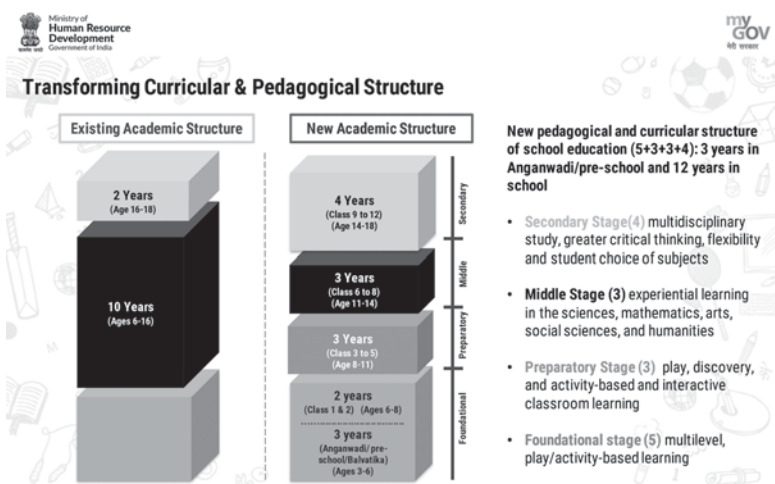 Ministry of
Human Resource
Development
Government of India
my
GOV
मेरी सरकार
Transforming Curricular & Pedagogical Structure
Existing Academic Structure
2 Years
(Age 16-18)
10 Years
(Ages 6-16)
New Academic Structure
4 Years
(Class 9 to 12)
(Age 14-18)
Secondary
3 Years
(Class 6 to 8)
(Age 11-14)
Middle
3 Years
(Class 3 to 5)
(Age 8-11)
Preparatory
2 years
(Class 1 & 2) (Ages 6-8)
3 years
(Anganwadi/ pre-
school/Balvatika)
(Ages 3-6)
Foundational
New pedagogical and curricular structure
of school education (5+3+3+4): 3 years in
Anganwadi/pre-school and 12 years in
school
• Secondary Stage(4) multidisciplinary
study, greater critical thinking, flexibility
and student choice of subjects
• Middle Stage (3) experiential learning
in the sciences, mathematics, arts,
social sciences, and humanities
• Preparatory Stage (3) play, discovery,
and activity-based and interactive
classroom learning
• Foundational stage (5) multilevel,
play/activity-based learning